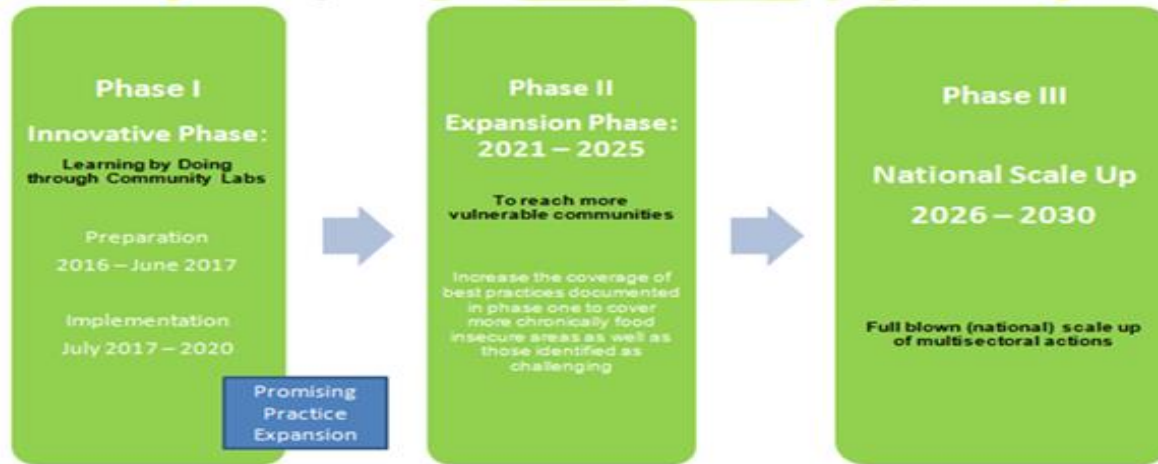 Phase I
Innovative Phase:
Learning by Doing
through Community Labs
Preparation
2016 – June 2017
Implementation
July 2017 – 2020
Promising
Practice
Expansion
Phase II
Expansion Phase:
2021 – 2025
To reach more
vulnerable communities
Increase the coverage of
best practices documented
in phase one to cover
more chronically food
insecure areas as well as
those identified as
challenging
Phase III
National Scale Up
2026 – 2030
Full blown (national) scale up
of multisectoral actions